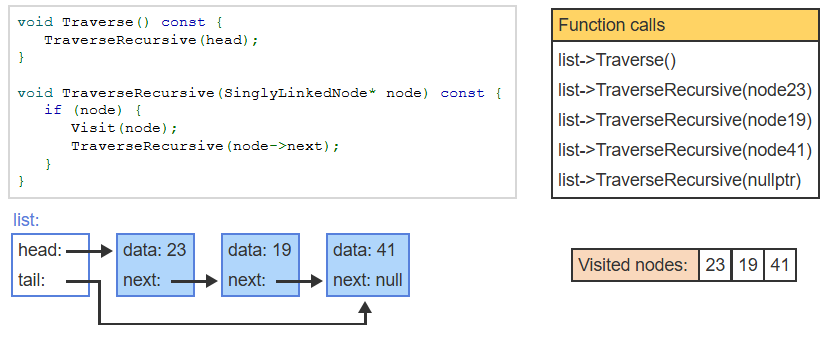 void Traverse() const {
   TraverseRecursive(head);
}
void TraverseRecursive(SinglyLinkedNode* node) const {
   if (node) {
      Visit(node);
      TraverseRecursive(node->next);
   }
}
Function calls
list->Traverse()
list->TraverseRecursive(node23)
list->TraverseRecursive(node19)
list->TraverseRecursive(node41)
list->TraverseRecursive(nullptr)
list:
head:
tail:
data: 23
next:
data: 19
next:
data: 41
next: null
Visited nodes: 23 19 41